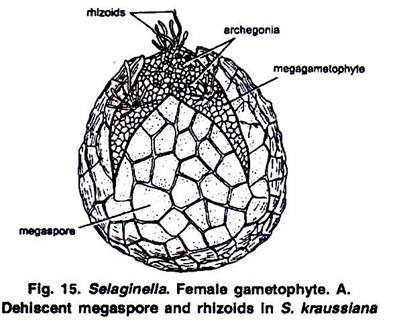 rhizoids
archegonia
megagametophyte
megaspore
Fig. 15. Selaginella. Female gametophyte. A.
Dehiscent megaspore and rhizoids in S. kraussiana